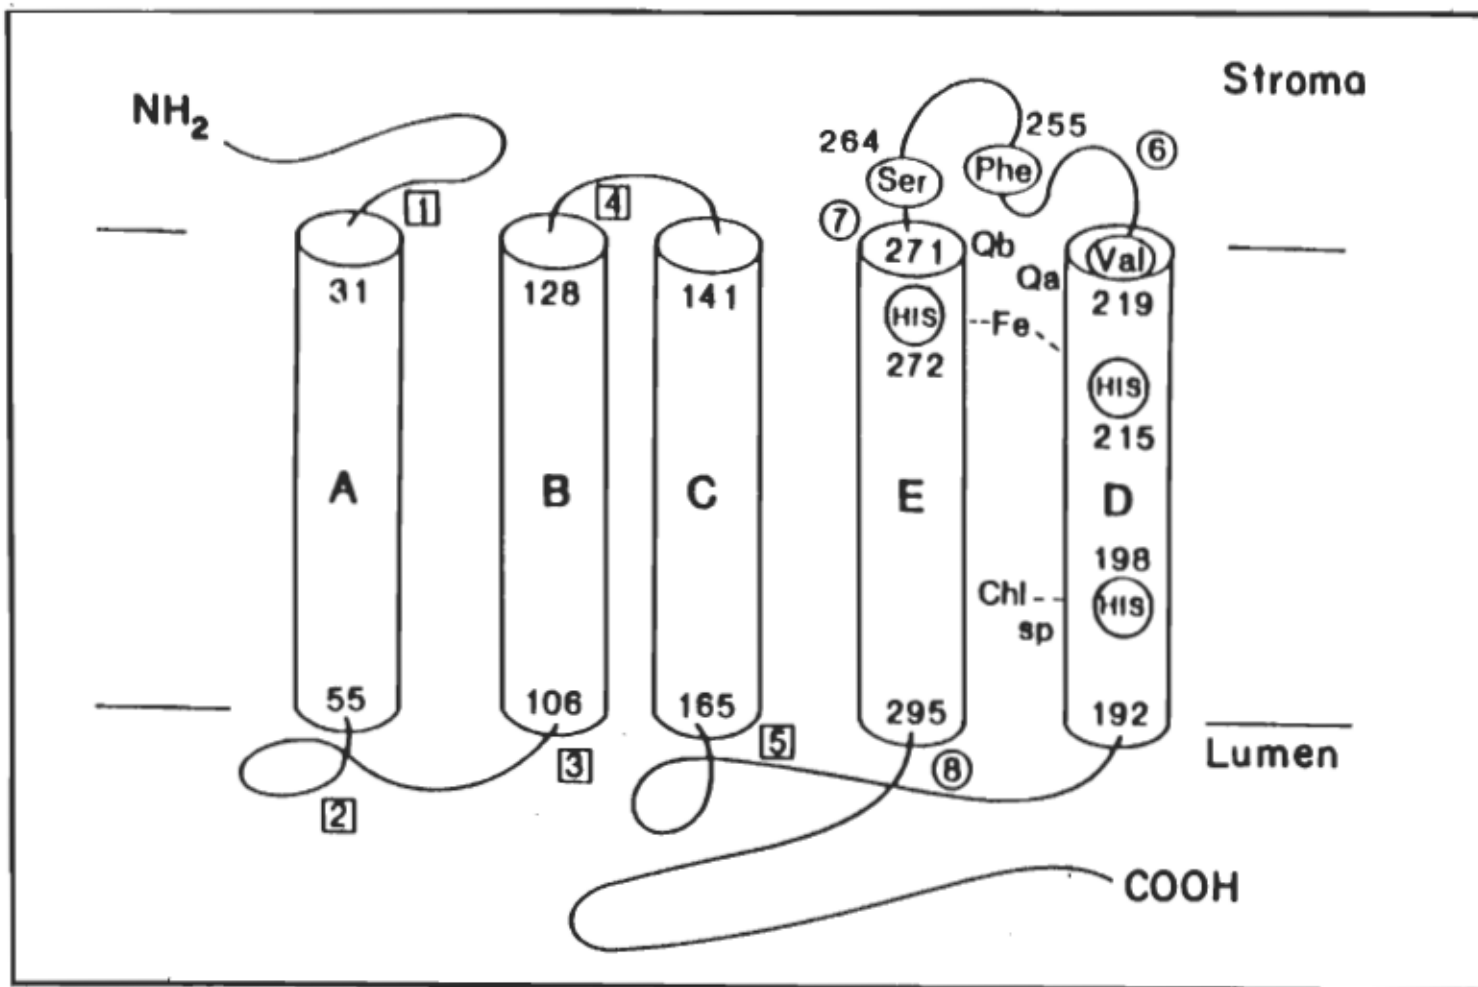 Stroma
NH2
264
255
6
Ser
Phe
1
4
7
271
Qb
Qa
Val
31
128
141
HIS
Fe
219
272
HIS
215
A
B
C
E
D
198
Chl
HIS
sp
55
106
165
295
192
5
3
8
Lumen
2
COOH